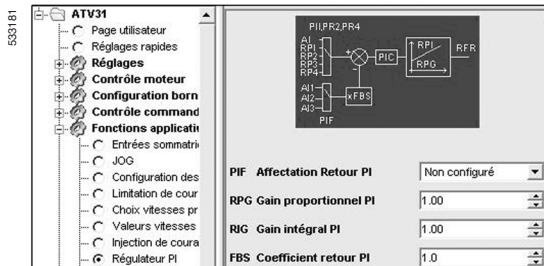 533181
ATV31
Page utilisateur
Réglages rapides
Réglages
Contrôle moteur
Configuration born
Contrôle command
Fonctions applicati
Entrées sommatri
JOG
Configuration des
Limitation de cour
Choix vitesses pr
Valeurs vitesses
Injection de coura
Régulateur PI
PII,PR2,PR4
AI
RPI
RP2
RP3
RP4
AI1
AI2
AI3
PIF
xFBS
PIC
RPI
RPG
RFR
PIF Affectation Retour PI Non configuré
RPG Gain proportionnel PI 1.00
RIG Gain intégral PI 1.00
FBS Coefficient retour PI 1.0